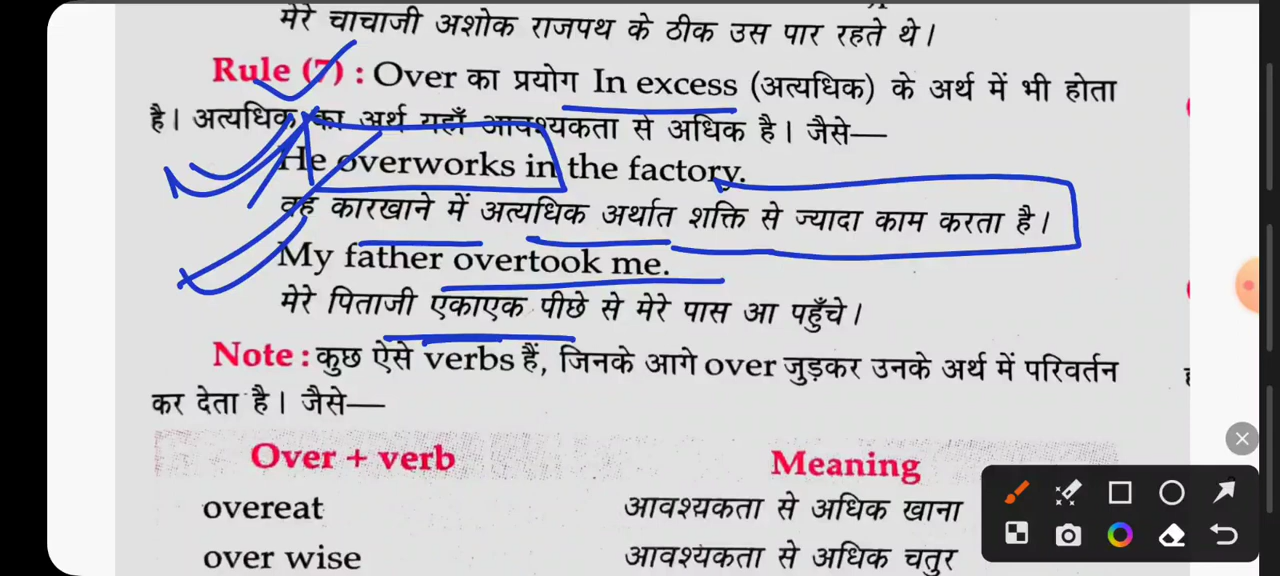 मेरे चाचाजी अशोक राजपथ के ठीक उस पार रहते थे।
Rule (7) : Over का प्रयोग In excess (अत्यधिक) के अर्थ में भी होता
है। अत्यधिक का अर्थ यहाँ आवश्यकता से अधिक है। जैसे—
He overworks in the factory.
वह कारखाने में अत्यधिक अर्थात शक्ति से ज्यादा काम करता है।
My father overtook me.
मेरे पिताजी एकाएक पीछे से मेरे पास आ पहुँचे।
Note : कुछ ऐसे verbs हैं, जिनके आगे over जुड़कर उनके अर्थ में परिवर्तन
कर देता है। जैसे—
Over + verb Meaning
overeat आवश्यकता से अधिक खाना
over wise आवश्यकता से अधिक चतुर